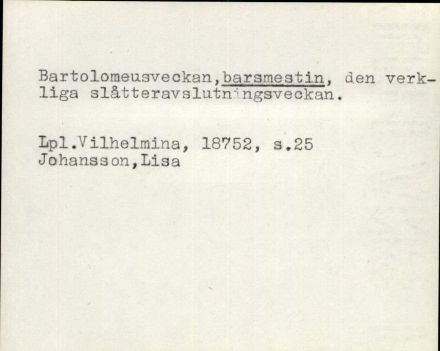 Bartolomeusveckan,barsmestin, den verk-
liga slåtteravslutningsveckan.
Lpl.Vilhelmina, 18752, s.25
Johansson,Lisa